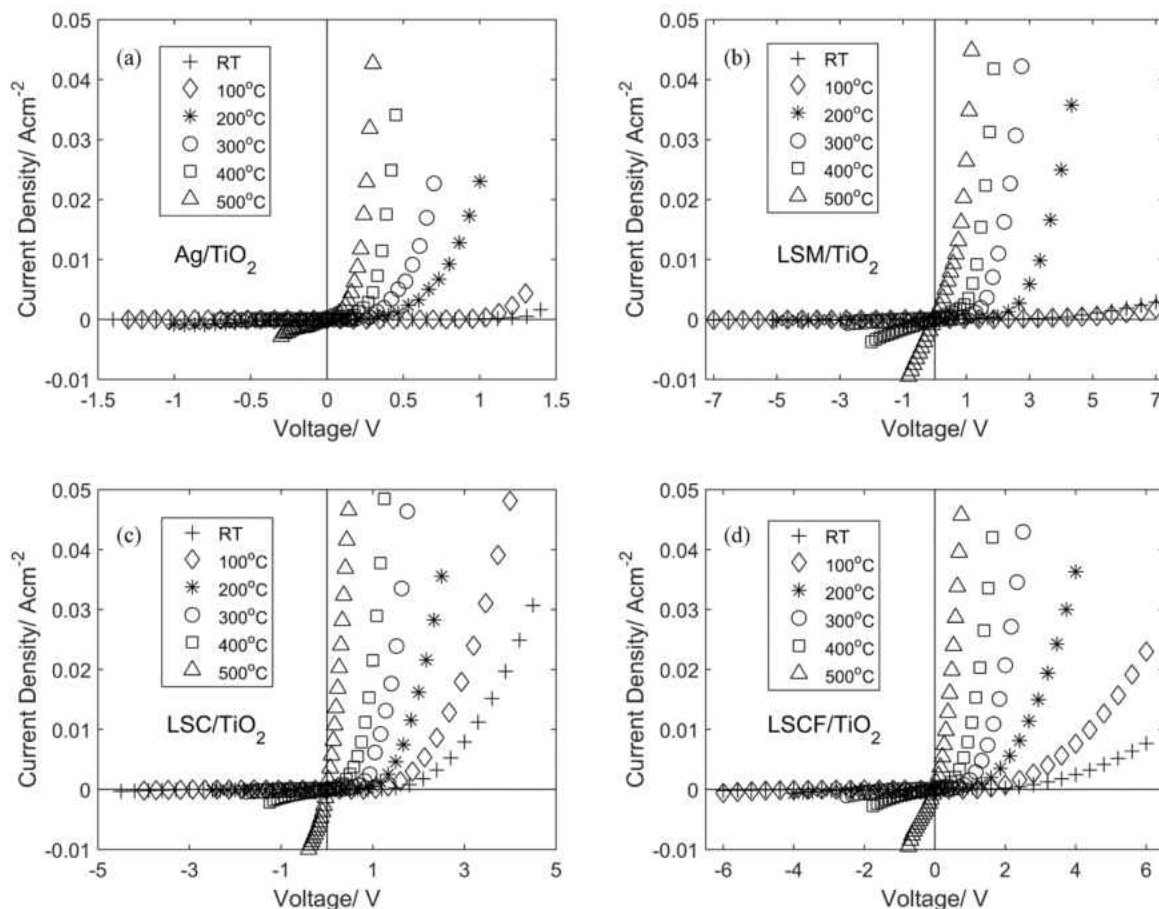 (a)
RT
100°C
200°C
300°C
400°C
500°C
Ag/TiO₂
Current Density/ Acm⁻²
0.05
0.04
0.03
0.02
0.01
0
-0.01
-1.5
-1
-0.5
0
0.5
1
1.5
Voltage/ V
(b)
RT
100°C
200°C
300°C
400°C
500°C
LSM/TiO₂
Current Density/ Acm⁻²
0.05
0.04
0.03
0.02
0.01
0
-0.01
-7
-5
-3
-1
1
3
5
7
Voltage/ V
(c)
RT
100°C
200°C
300°C
400°C
500°C
LSC/TiO₂
Current Density/ Acm⁻²
0.05
0.04
0.03
0.02
0.01
0
-0.01
-5
-3
-1
1
3
5
Voltage/ V
(d)
RT
100°C
200°C
300°C
400°C
500°C
LSCF/TiO₂
Current Density/ Acm⁻²
0.05
0.04
0.03
0.02
0.01
0
-0.01
-6
-4
-2
0
2
4
6
Voltage/ V